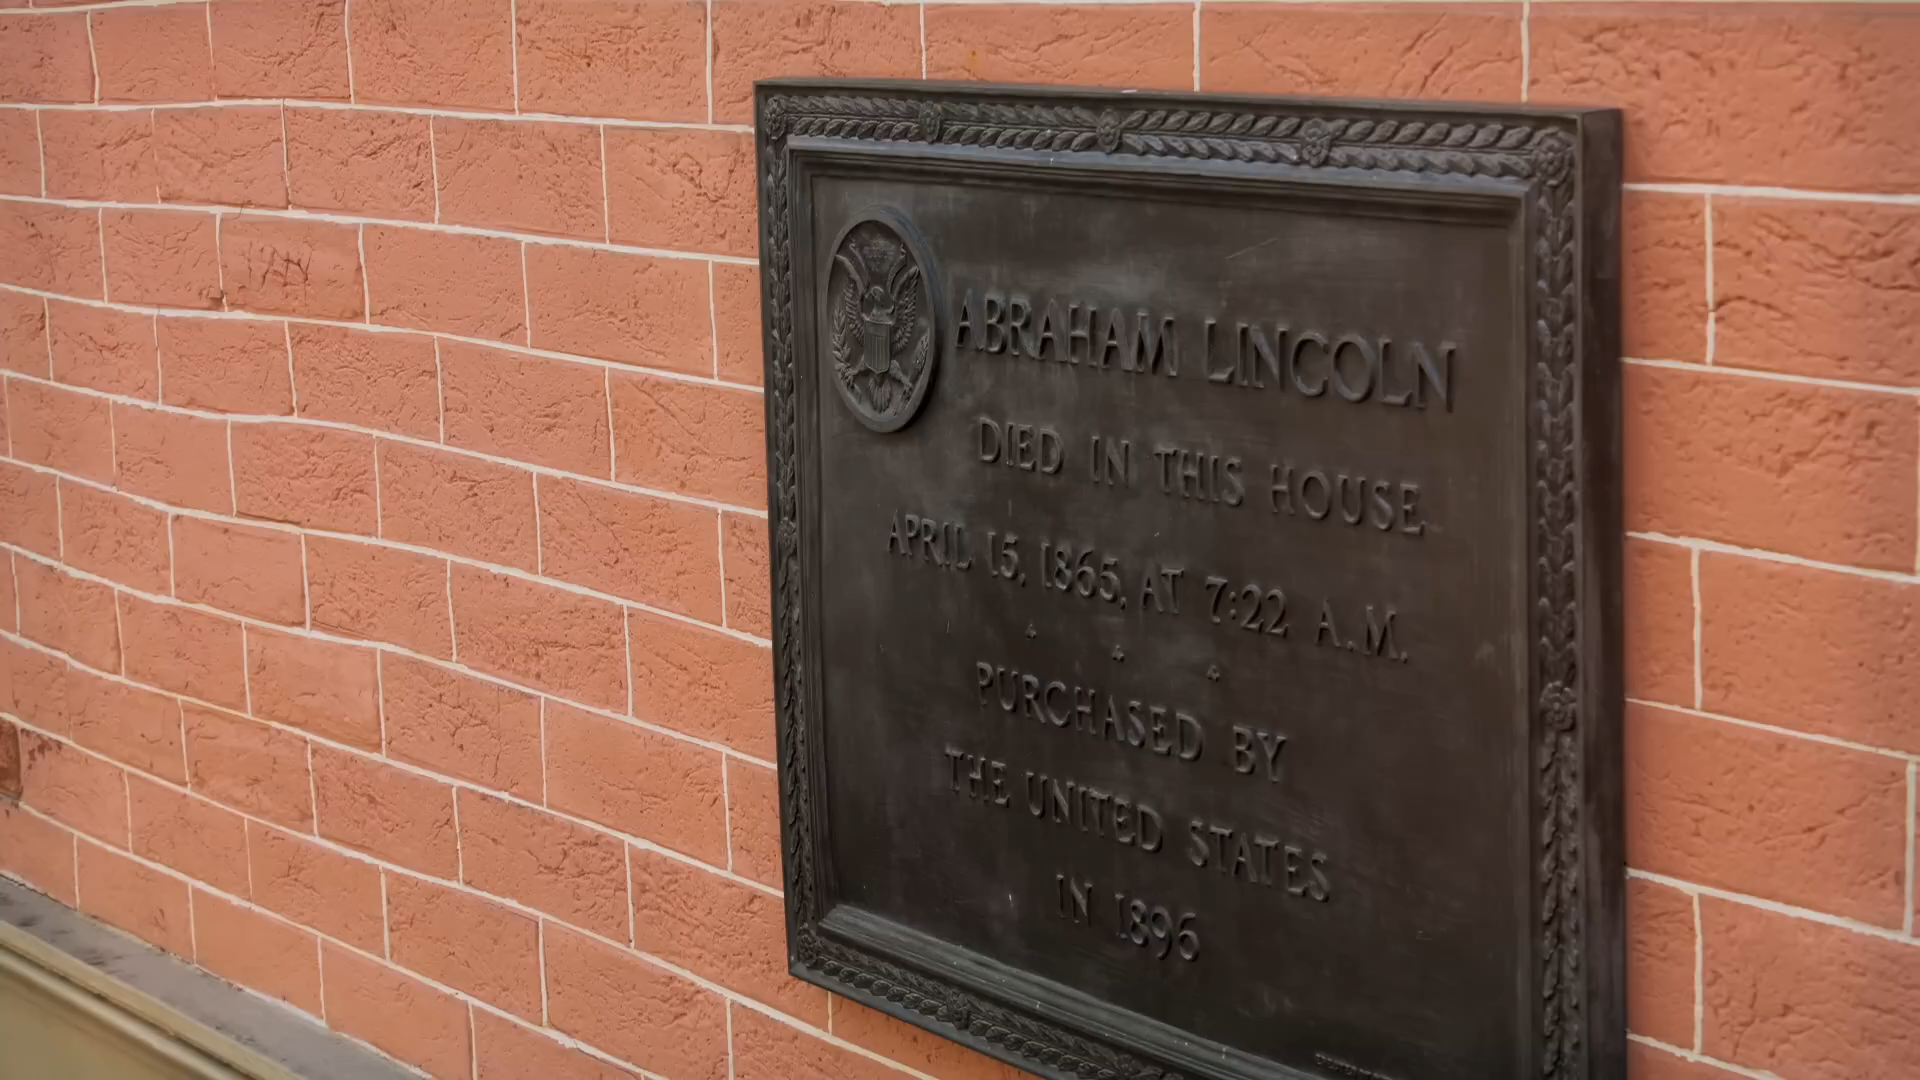 ABRAHAM LINCOLN
DIED IN THIS HOUSE
APRIL 15, 1865, AT 7:22 A.M.
PURCHASED BY
THE UNITED STATES
IN 1896